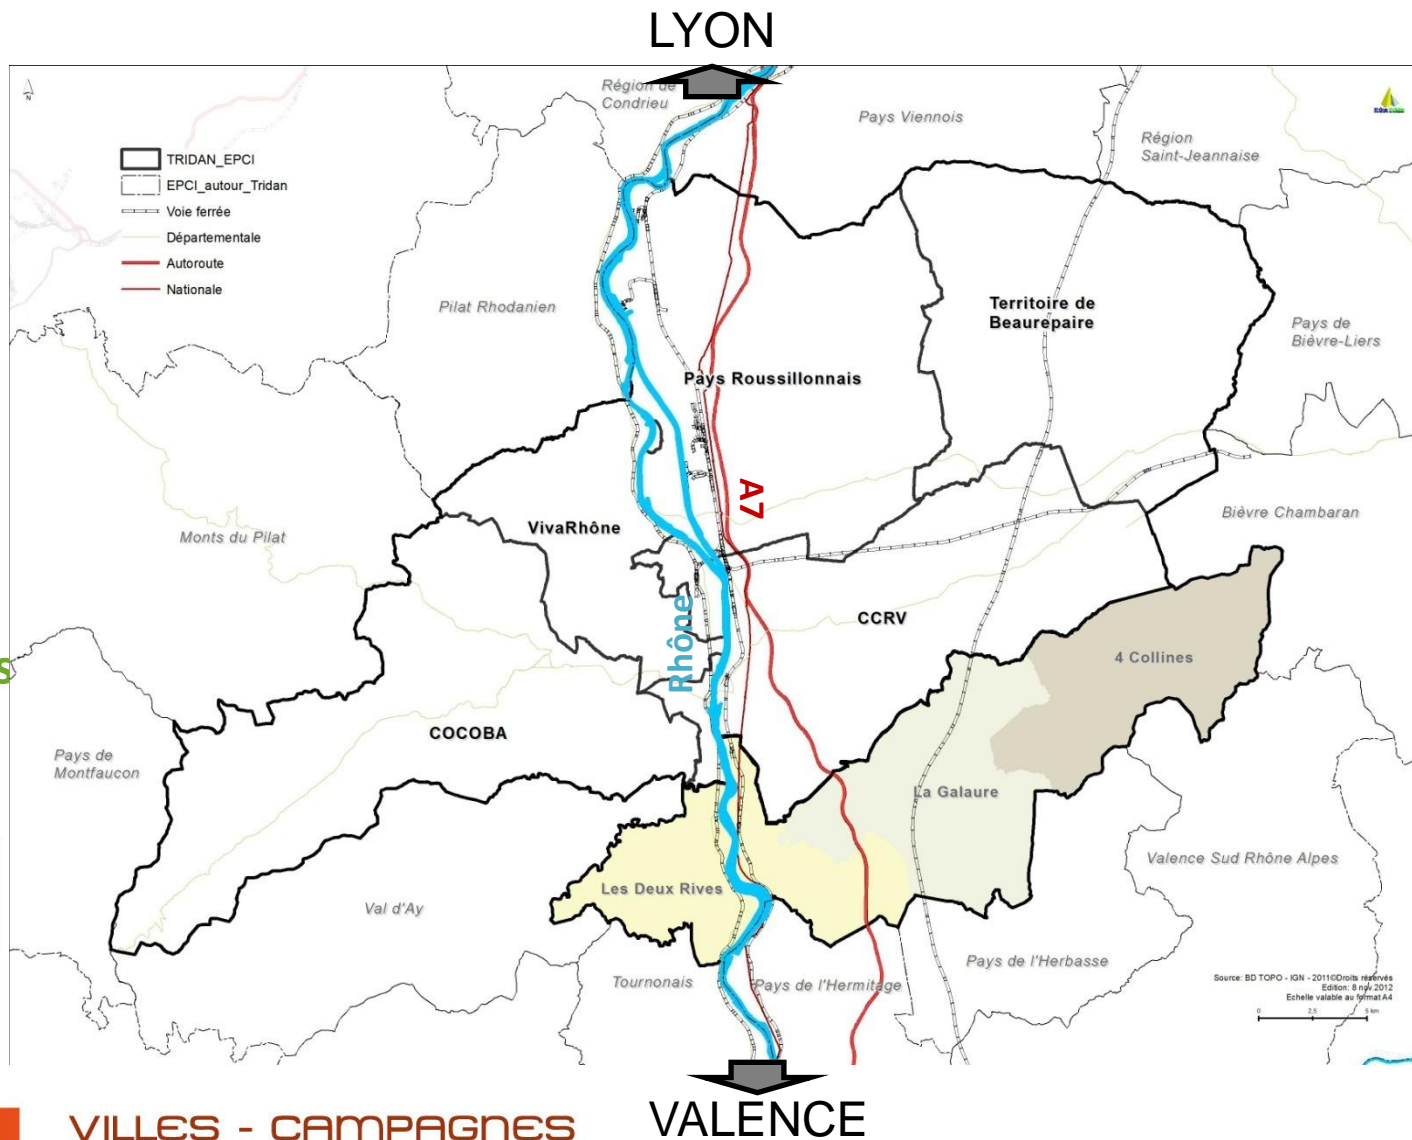 LYON
Région de
Condrieu
Pays Viennois
Région
Saint-Jeannaise
N
TRIDAN_EPCI
EPCI_autour_Tridan
Voie ferrée
Départementale
Autoroute
Nationale
Pilat Rhodanien
Territoire de
Beaurepaire
Pays de
Bièvre-Liers
Pays Roussillonnais
A7
VivaRhône
Monts du Pilat
Bièvre Chambaran
Rhône
CCRV
4 Collines
s
COCOBA
Pays de
Montfaucon
La Galaure
Valence Sud Rhône Alpes
Les Deux Rives
Val d'Ay
Pays de l'Herbasse
Tournonais
Pays de l'Hermitage
Source: BD TOPO - IGN - 2011©Droits réservés
Edition: 8 nov.2012
Echelle valable au format A4
0 2,5 5 km
VILLES - CAMPAGNES
VALENCE